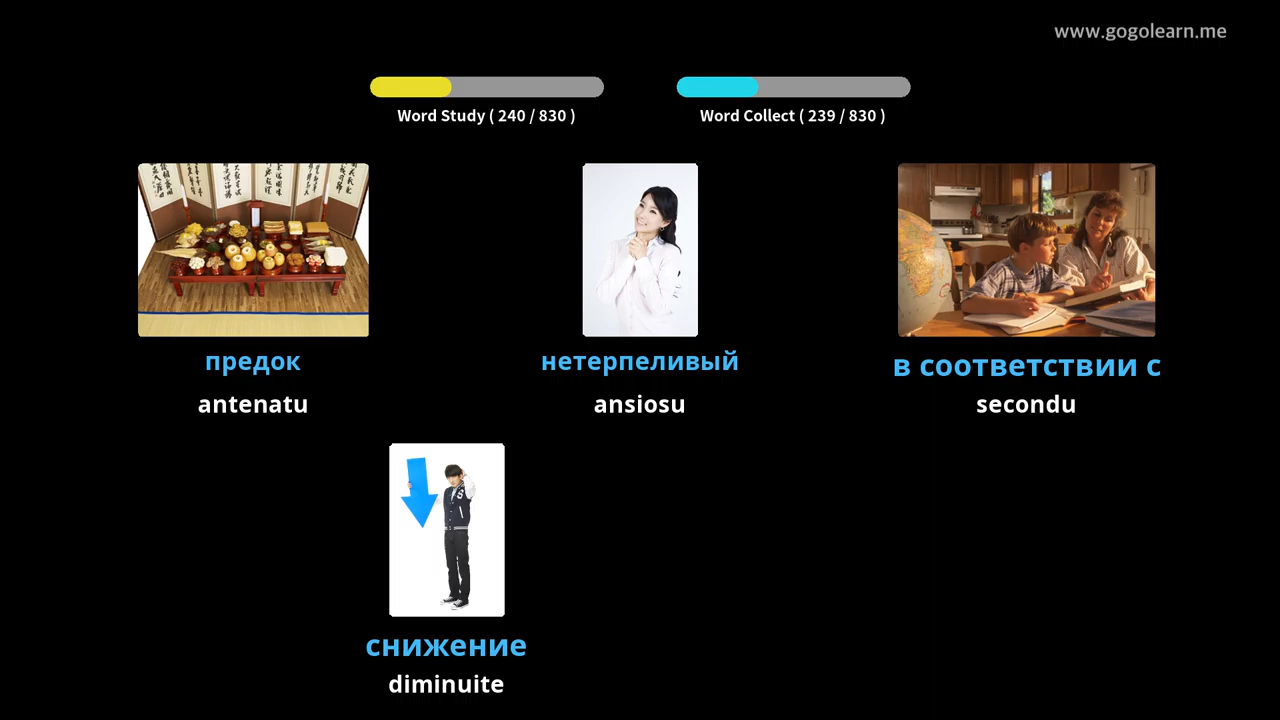 www.gogolearn.me
Word Study ( 240 / 830 )
Word Collect ( 239 / 830 )
предок
antenatu
нетерпеливый
ansiosu
в соответствии с
secondu
снижение
diminuite